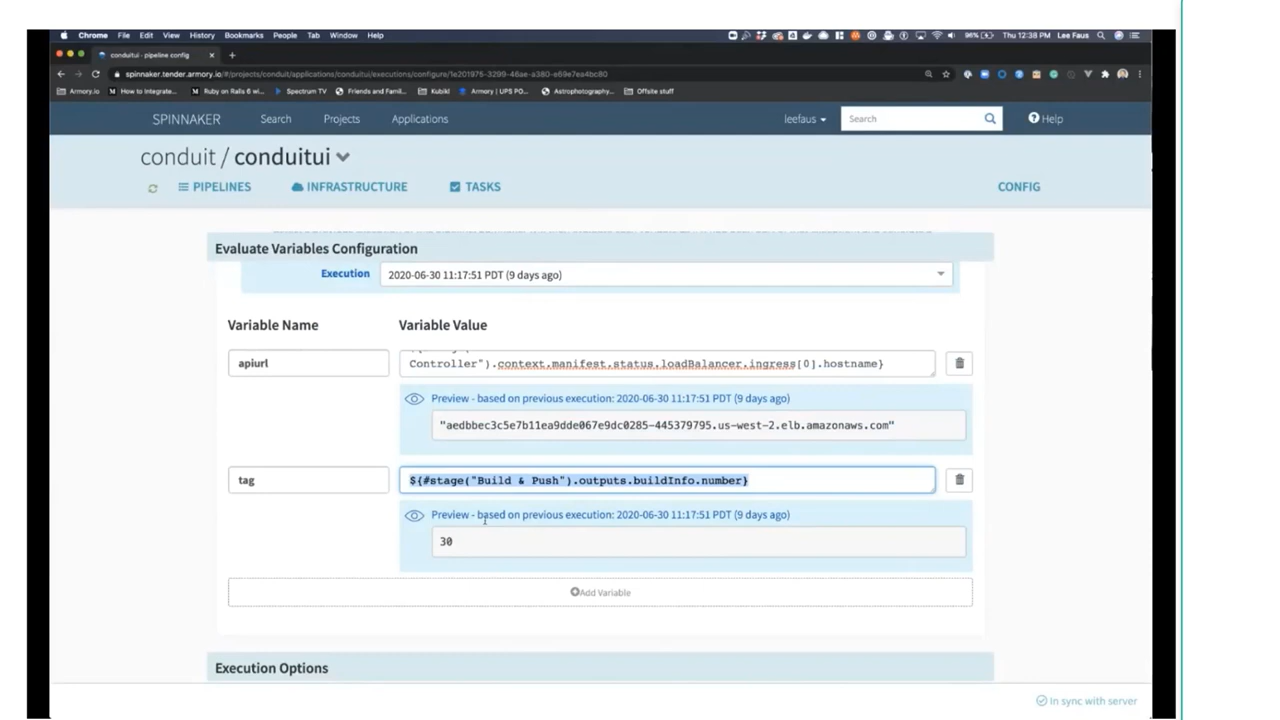 Chrome File Edit View History Bookmarks People Tab Window Help 96% Thu 12:38 PM Lee Faus
conduitui - pipeline config
spinnaker.tender.armory.io/#/projects/conduit/applications/conduitui/executions/configure/1e201975-3299-46ae-a380-e69e7ea4bc80
Armory.io How to Integrate... Ruby on Rails 6 wi... Spectrum TV Friends and Famil... Kubikl Armory | UPS PO... Astrophotography... Offsite stuff
SPINNAKER Search Projects Applications leefaus Search Help
conduit / conduitui
PIPELINES INFRASTRUCTURE TASKS CONFIG
Evaluate Variables Configuration
Execution 2020-06-30 11:17:51 PDT (9 days ago)
Variable Name Variable Value
apiurl Controller").context.manifest.status.loadBalancer.ingress[0].hostname}
Preview - based on previous execution: 2020-06-30 11:17:51 PDT (9 days ago)
"aedbbec3c5e7b11ea9dde067e9dc0285-445379795.us-west-2.elb.amazonaws.com"
tag ${#stage("Build & Push").outputs.buildInfo.number}
Preview - based on previous execution: 2020-06-30 11:17:51 PDT (9 days ago)
30
Add Variable
Execution Options
In sync with server